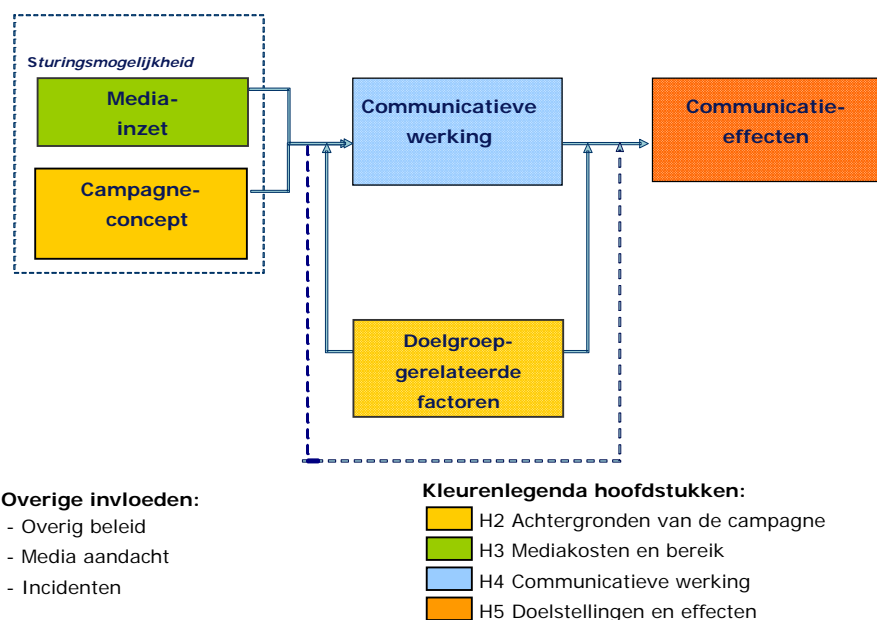 Sturingsmogelijkheid
Media-
inzet
Campagne-
concept
Communicatieve
werking
Communicatie-
effecten
Doelgroep-
gerelateerde
factoren
Overige invloeden:
- Overig beleid
- Media aandacht
- Incidenten
Kleurenlegenda hoofdstukken:
H2 Achtergronden van de campagne
H3 Mediakosten en bereik
H4 Communicatieve werking
H5 Doelstellingen en effecten